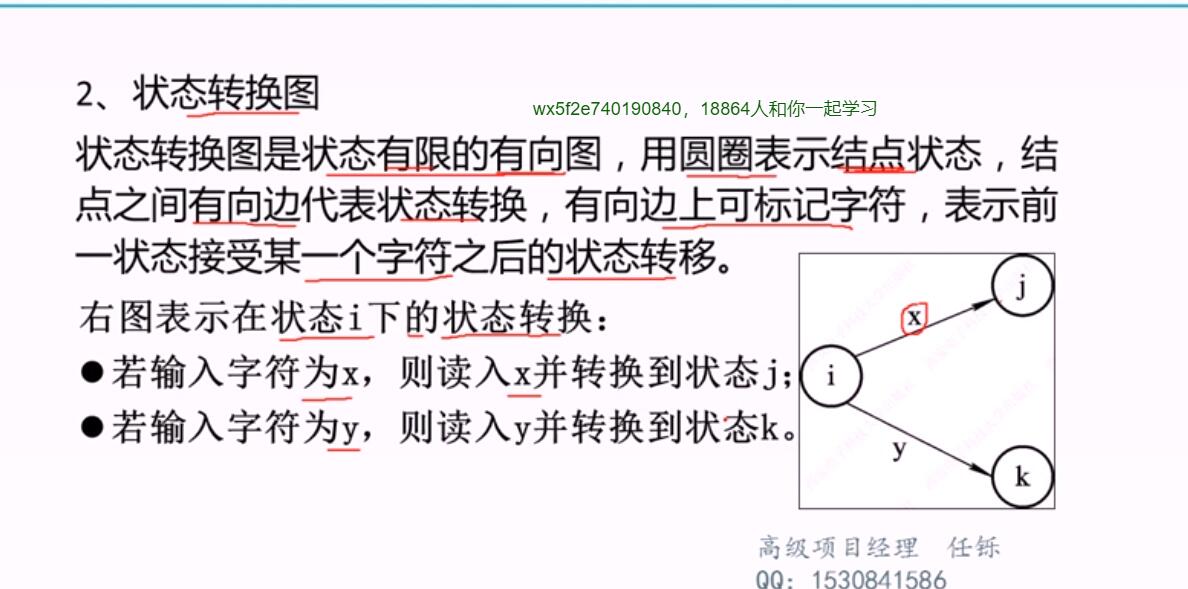 2、状态转换图
wx5f2e740190840，18864人和你一起学习
状态转换图是状态有限的有向图，用圆圈表示结点状态，结
点之间有向边代表状态转换，有向边上可标记字符，表示前
一状态接受某一个字符之后的状态转移。
右图表示在状态i下的状态转换：
●若输入字符为x，则读入x并转换到状态j；
●若输入字符为y，则读入y并转换到状态k。
j
x
i
y
k
高级项目经理 任铄
QQ：1530841586